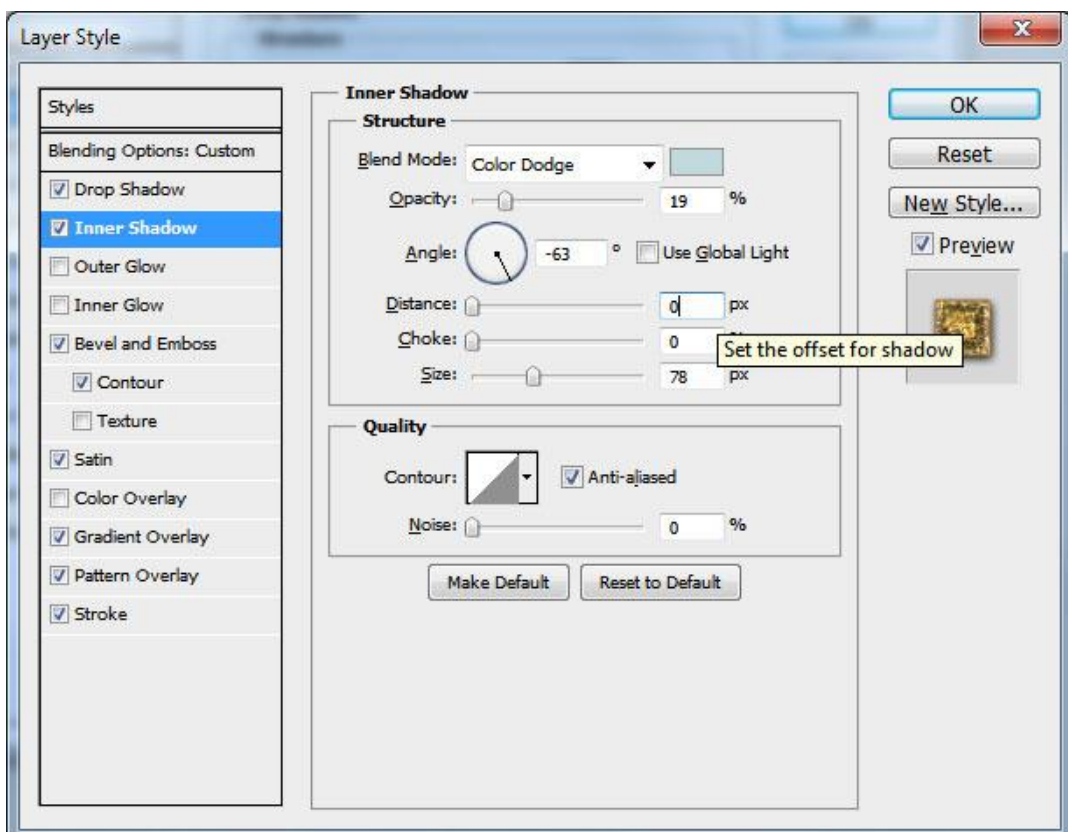 Layer Style
Styles
Blending Options: Custom
Drop Shadow
Inner Shadow
Outer Glow
Inner Glow
Bevel and Emboss
Contour
Texture
Satin
Color Overlay
Gradient Overlay
Pattern Overlay
Stroke
Inner Shadow
Structure
Blend Mode: Color Dodge
Opacity: 19 %
Angle: -63 ° Use Global Light
Distance: 0 px
Choke: 0
Set the offset for shadow
Size: 78 px
Quality
Contour: Anti-aliased
Noise: 0 %
Make Default Reset to Default
OK
Reset
New Style...
Preview